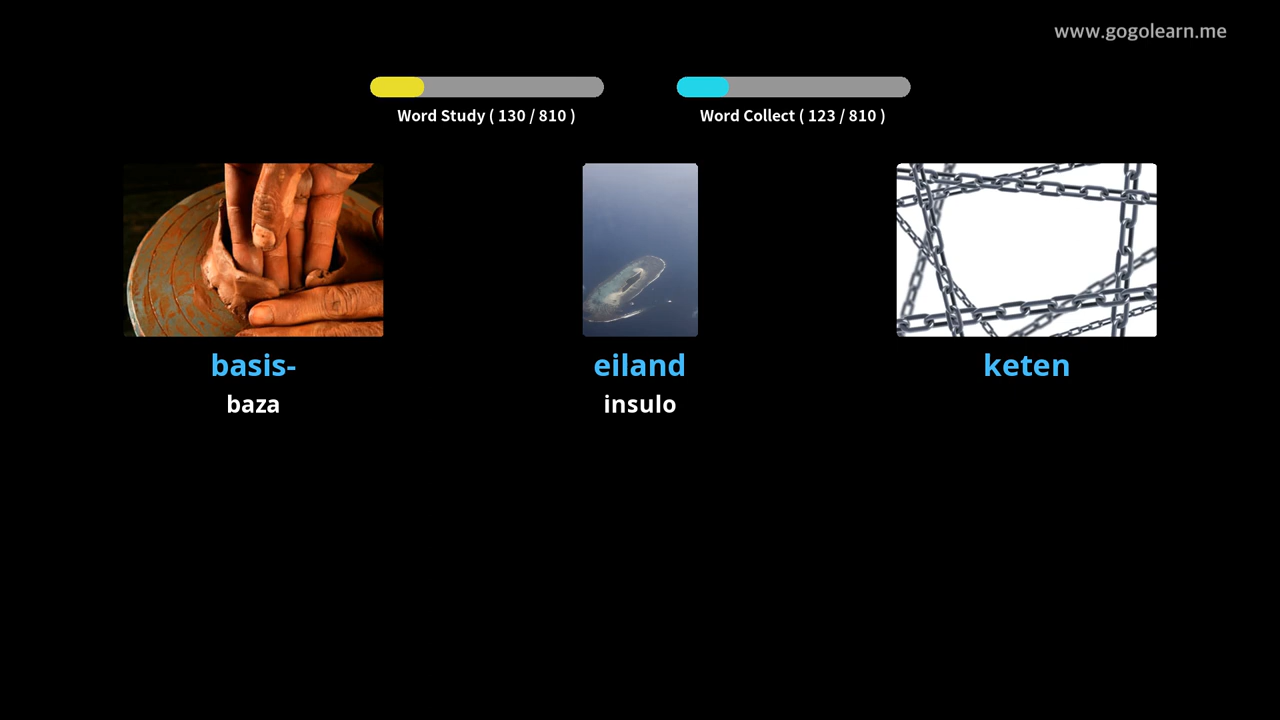 www.gogolearn.me
Word Study ( 130 / 810 )
Word Collect ( 123 / 810 )
basis-
baza
eiland
insulo
keten